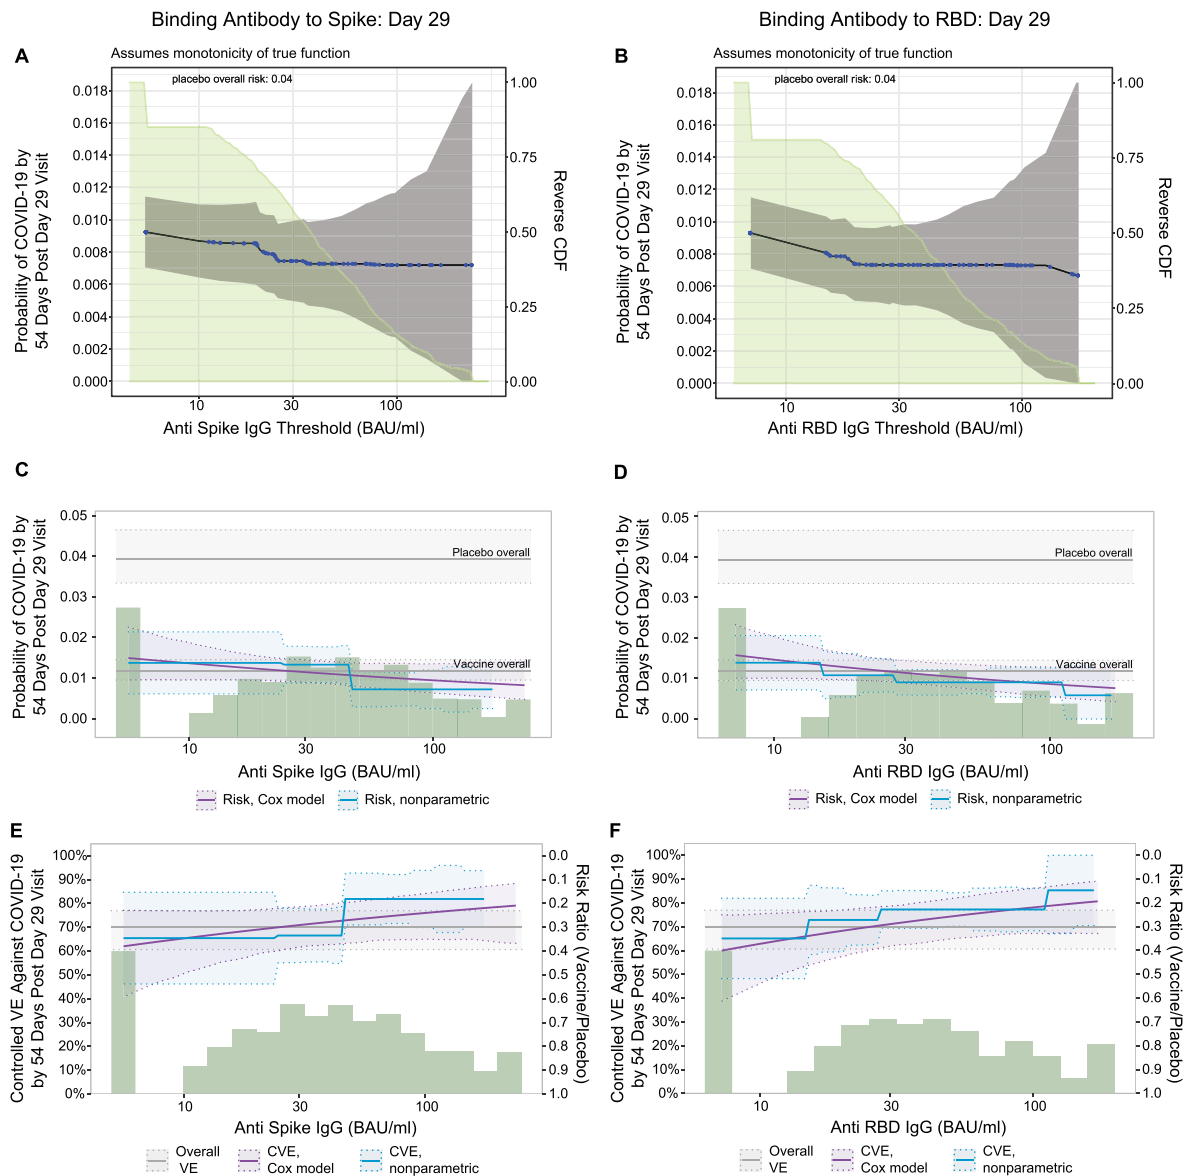 Binding Antibody to Spike: Day 29
Binding Antibody to RBD: Day 29
A
Assumes monotonicity of true function
placebo overall risk: 0.04
0.018
0.016
0.014
0.012
0.010
0.008
0.006
0.004
0.002
0.000
1.00
0.75
0.50
0.25
0.00
Probability of COVID-19 by
54 Days Post Day 29 Visit
Reverse CDF
10
30
100
Anti Spike IgG Threshold (BAU/ml)
B
Assumes monotonicity of true function
placebo overall risk: 0.04
0.018
0.016
0.014
0.012
0.010
0.008
0.006
0.004
0.002
0.000
1.00
0.75
0.50
0.25
0.00
Probability of COVID-19 by
54 Days Post Day 29 Visit
Reverse CDF
10
30
100
Anti RBD IgG Threshold (BAU/ml)
C
0.05
0.04
0.03
0.02
0.01
0.00
Probability of COVID-19 by
54 Days Post Day 29 Visit
Placebo overall
Vaccine overall
10
30
100
Anti Spike IgG (BAU/ml)
Risk, Cox model
Risk, nonparametric
D
0.05
0.04
0.03
0.02
0.01
0.00
Probability of COVID-19 by
54 Days Post Day 29 Visit
Placebo overall
Vaccine overall
10
30
100
Anti RBD IgG (BAU/ml)
Risk, Cox model
Risk, nonparametric
E
100%
90%
80%
70%
60%
50%
40%
30%
20%
10%
0%
0.0
0.1
0.2
0.3
0.4
0.5
0.6
0.7
0.8
0.9
1.0
Controlled VE Against COVID-19
by 54 Days Post Day 29 Visit
Risk Ratio (Vaccine/Placebo)
10
30
100
Anti Spike IgG (BAU/ml)
Overall
VE
CVE,
Cox model
CVE,
nonparametric
F
100%
90%
80%
70%
60%
50%
40%
30%
20%
10%
0%
0.0
0.1
0.2
0.3
0.4
0.5
0.6
0.7
0.8
0.9
1.0
Controlled VE Against COVID-19
by 54 Days Post Day 29 Visit
Risk Ratio (Vaccine/Placebo)
10
30
100
Anti RBD IgG (BAU/ml)
Overall
VE
CVE,
Cox model
CVE,
nonparametric